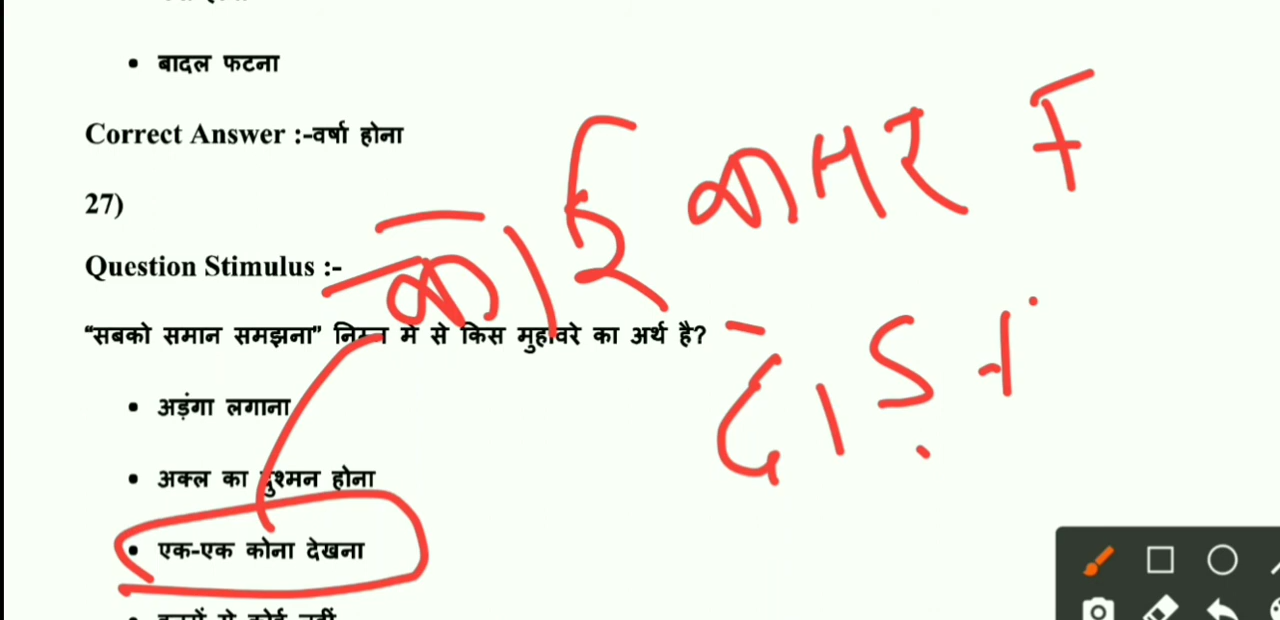 • बादल फटना
Correct Answer :-वर्षा होना
27)
Question Stimulus :-
“सबको समान समझना” निम्न में से किस मुहावरे का अर्थ है?
• अड़ंगा लगाना
• अक्ल का दुश्मन होना
• एक-एक कोना देखना
कोई कसर न